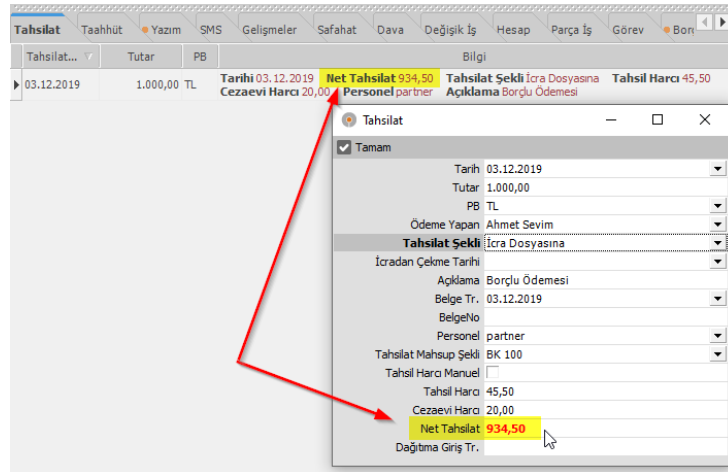 Tahsilat Taahhüt Yazım SMS Gelişmeler Safahat Dava Değişik İş Hesap Parça İş Görev
Tahsilat... Tutar PB Bilgi
03.12.2019 1.000,00 TL Tarihi 03.12.2019 Net Tahsilat 934,50 Tahsilat Şekli İcra Dosyasına Tahsil Harcı 45,50
Cezaevi Harcı 20,00 Personel partner Açıklama Borçlu Ödemesi
Tahsilat
Tamam
Tarih 03.12.2019
Tutar 1.000,00
PB TL
Ödeme Yapan Ahmet Sevim
Tahsilat Şekli İcra Dosyasına
İcradan Çekme Tarihi
Açıklama Borçlu Ödemesi
Belge Tr. 03.12.2019
BelgeNo
Personel partner
Tahsilat Mahsup Şekli BK 100
Tahsil Harcı Manuel
Tahsil Harcı 45,50
Cezaevi Harcı 20,00
Net Tahsilat 934,50
Dağıtıma Giriş Tr.